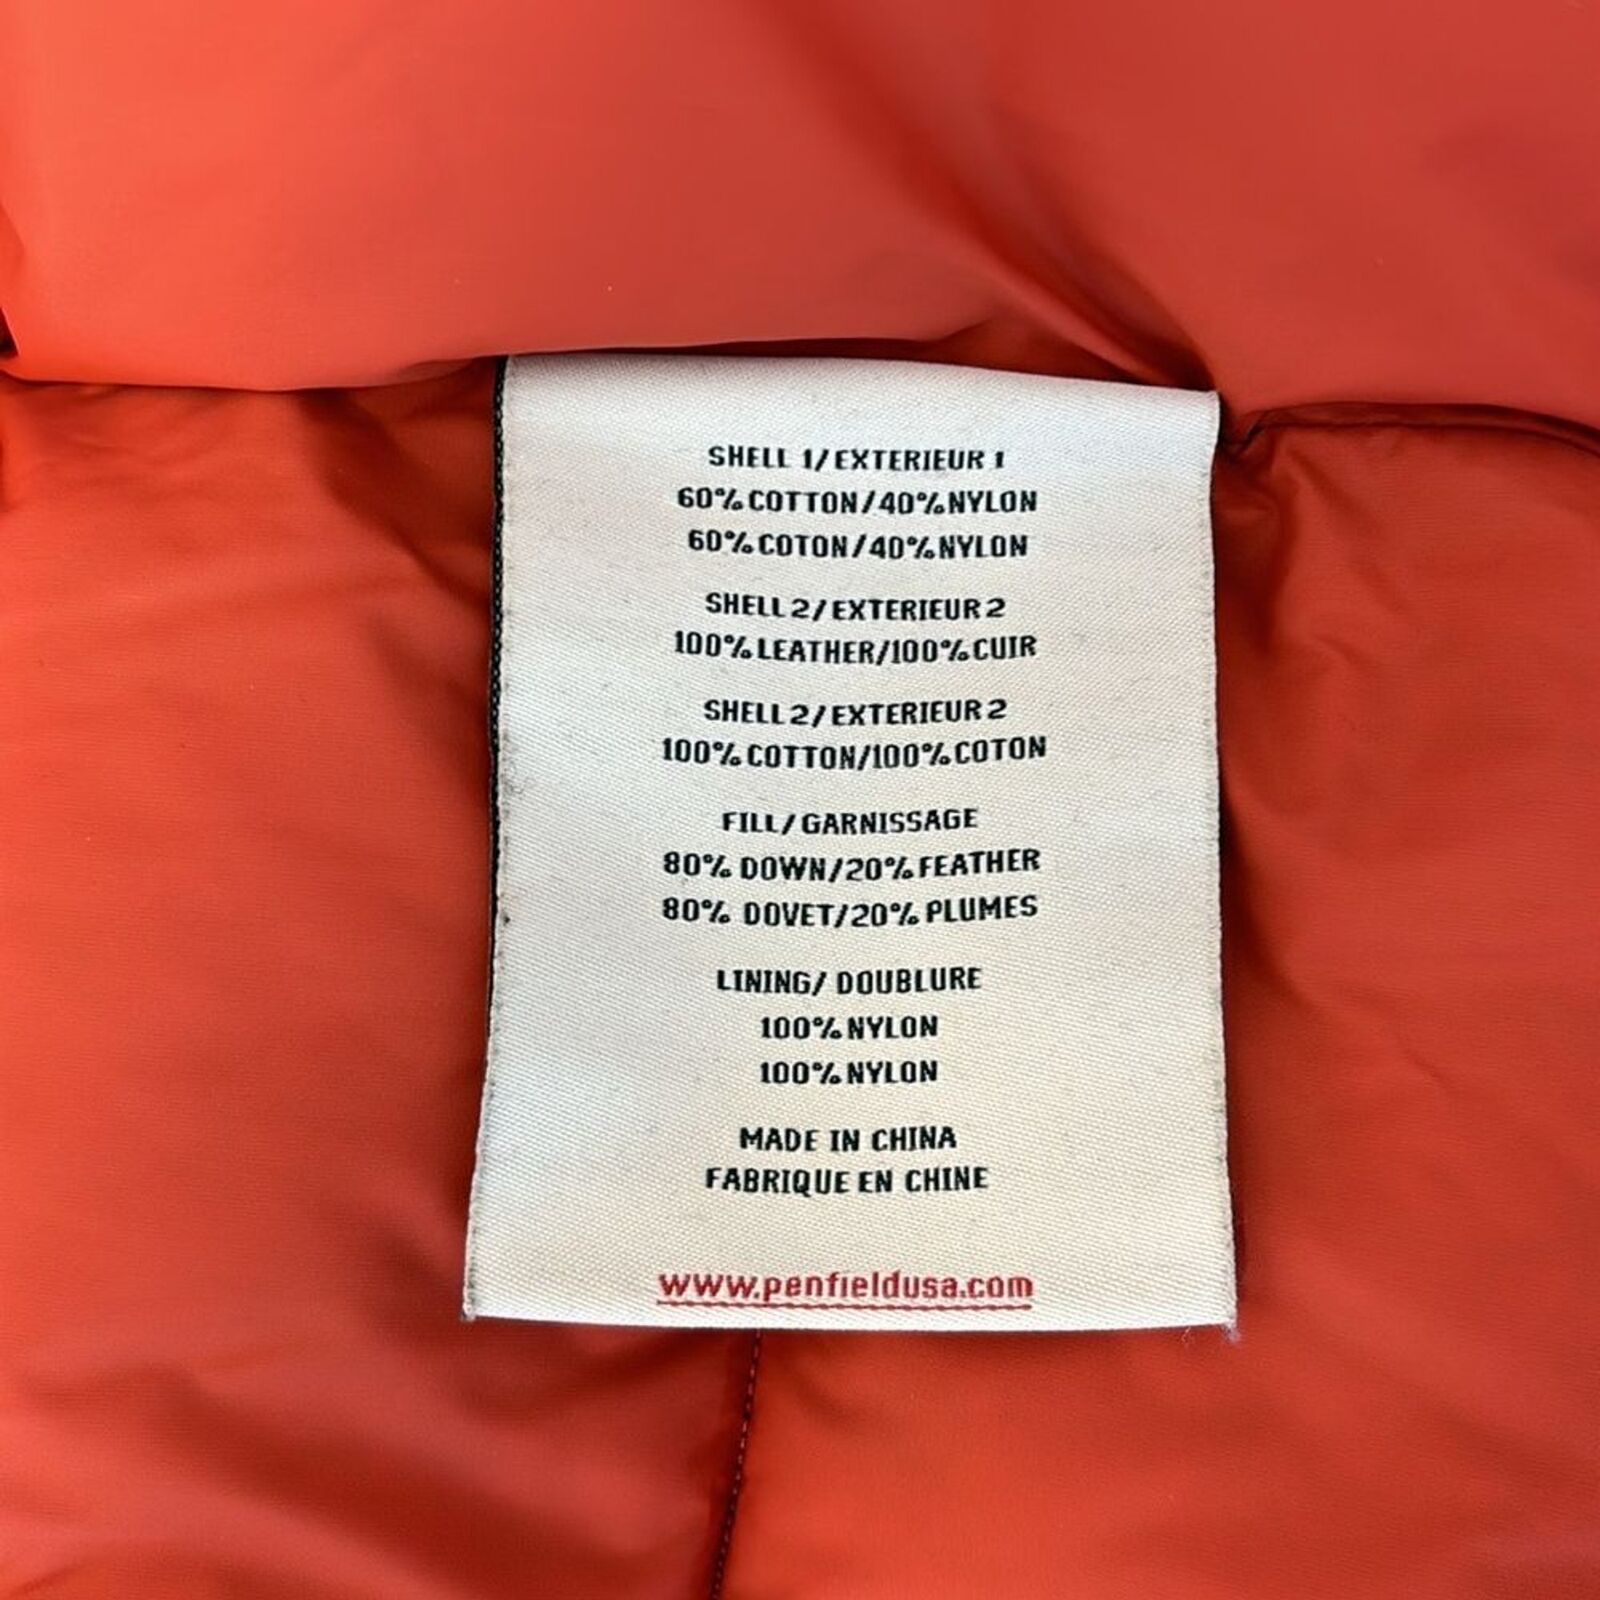 SHELL 1/EXTERIEUR 1
60% COTTON/40% NYLON
60% COTON/40% NYLON
SHELL 2/EXTERIEUR 2
100% LEATHER/100% CUIR
SHELL 2/EXTERIEUR 2
100% COTTON/100% COTON
FILL/GARNISSAGE
80% DOWN/20% FEATHER
80% DOVET/20% PLUMES
LINING/ DOUBLURE
100% NYLON
100% NYLON
MADE IN CHINA
FABRIQUE EN CHINE
www.penfieldusa.com